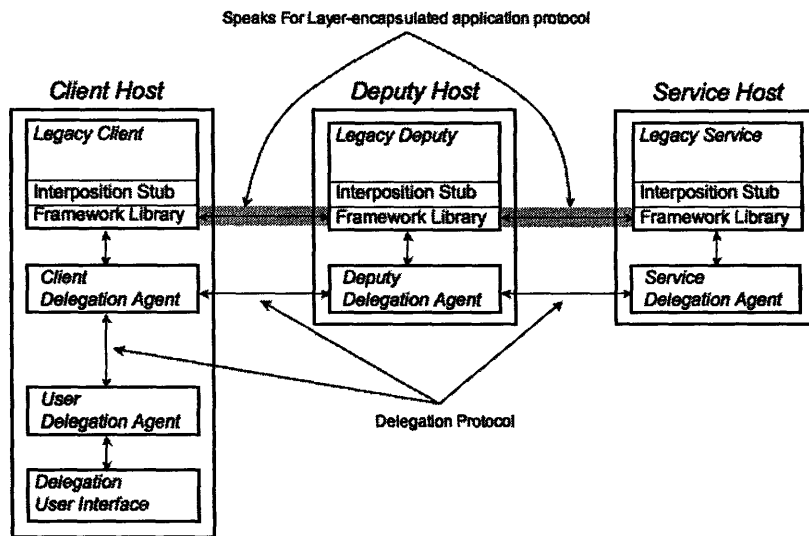 Speaks For Layer-encapsulated application protocol
Client Host
Deputy Host
Service Host
Legacy Client
Interposition Stub
Framework Library
Legacy Deputy
Interposition Stub
Framework Library
Legacy Service
Interposition Stub
Framework Library
Client
Delegation Agent
Deputy
Delegation Agent
Service
Delegation Agent
User
Delegation Agent
Delegation Protocol
Delegation
User Interface